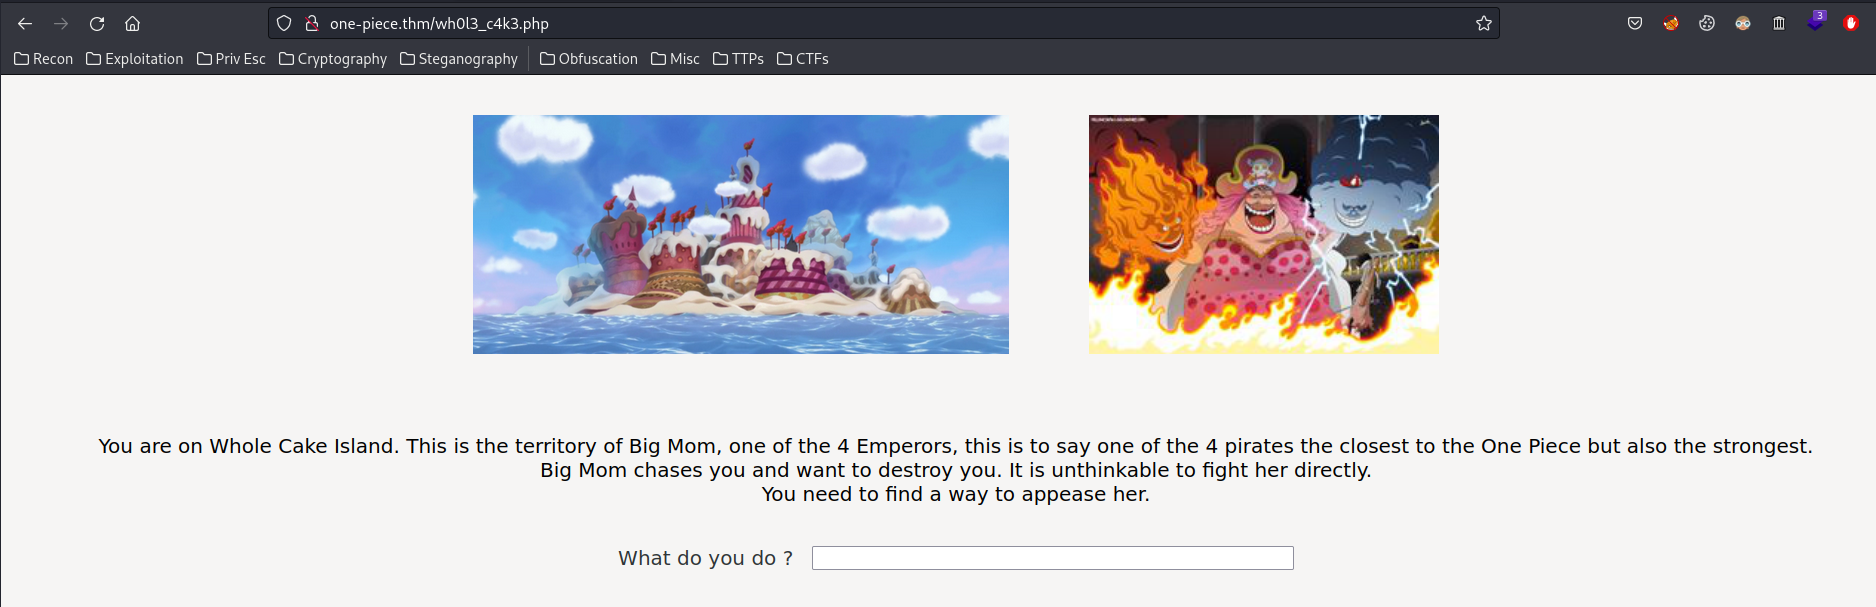 one-piece.thm/wh0l3_c4k3.php
3
Recon Exploitation Priv Esc Cryptography Steganography Obfuscation Misc TTPs CTFs
You are on Whole Cake Island. This is the territory of Big Mom, one of the 4 Emperors, this is to say one of the 4 pirates the closest to the One Piece but also the strongest.
Big Mom chases you and want to destroy you. It is unthinkable to fight her directly.
You need to find a way to appease her.
What do you do ?